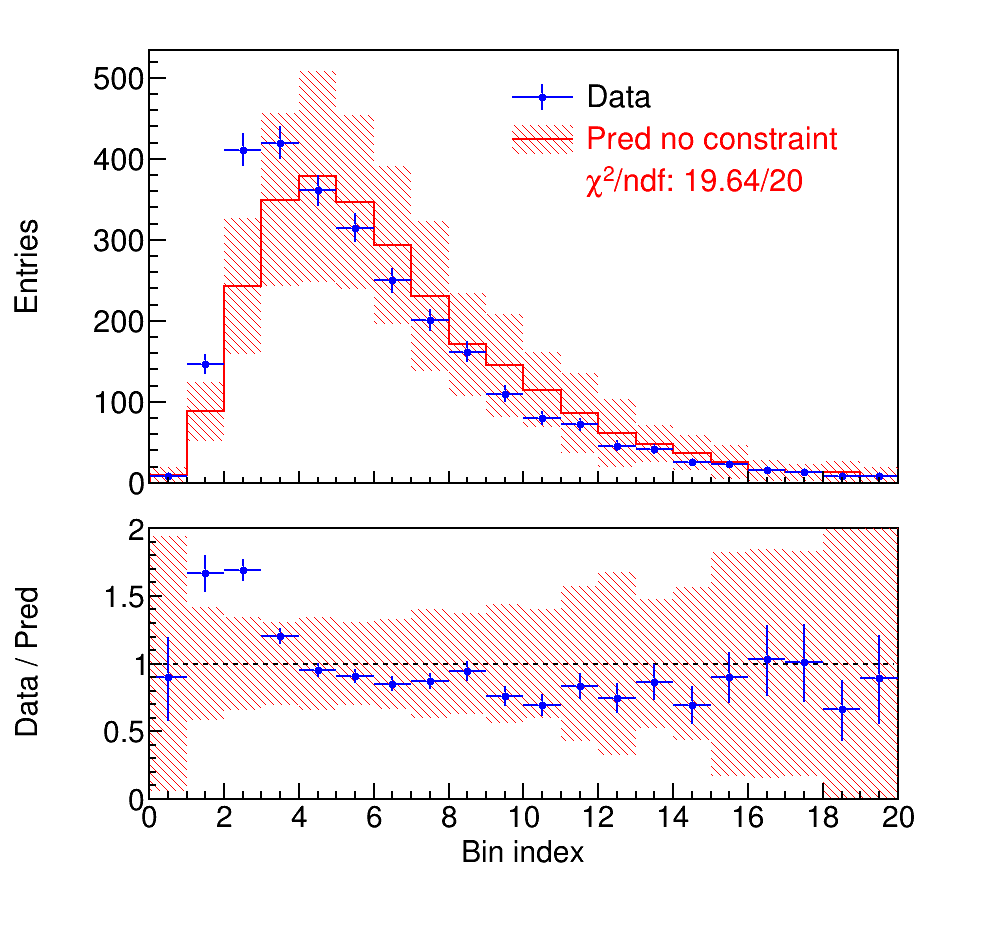 500
400
300
200
100
0
Entries
Data
Pred no constraint
χ²/ndf: 19.64/20
2
1.5
1
0.5
0
Data / Pred
0 2 4 6 8 10 12 14 16 18 20
Bin index